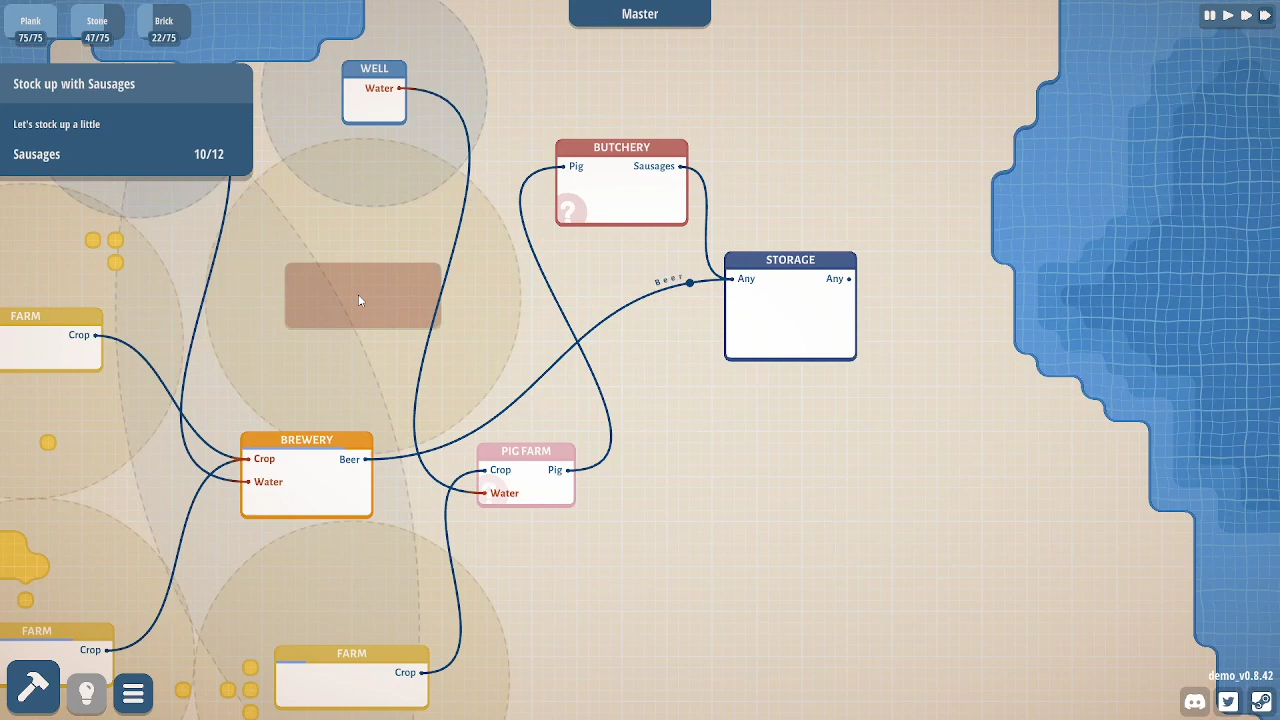 Plank
75/75
Stone
47/75
Brick
22/75
Master
Stock up with Sausages
Let's stock up a little
Sausages 10/12
WELL
Water
BUTCHERY
Pig Sausages
?
STORAGE
Any Any
Beer
FARM
Crop
BREWERY
Crop Beer
Water
PIG FARM
Crop Pig
Water
FARM
Crop
FARM
Crop
demo_v0.8.42